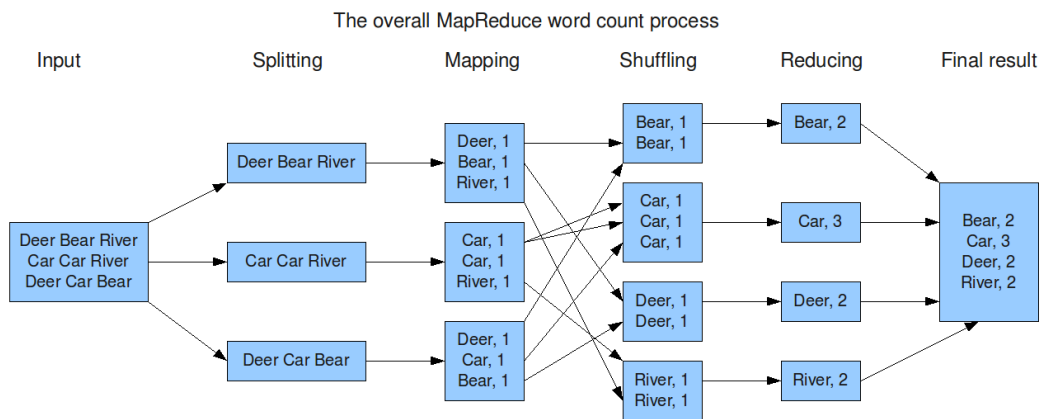 The overall MapReduce word count process
Input
Splitting
Mapping
Shuffling
Reducing
Final result
Deer Bear River
Car Car River
Deer Car Bear
Deer Bear River
Car Car River
Deer Car Bear
Deer, 1
Bear, 1
River, 1
Car, 1
Car, 1
River, 1
Deer, 1
Car, 1
Bear, 1
Bear, 1
Bear, 1
Car, 1
Car, 1
Car, 1
Deer, 1
Deer, 1
River, 1
River, 1
Bear, 2
Car, 3
Deer, 2
River, 2
Bear, 2
Car, 3
Deer, 2
River, 2